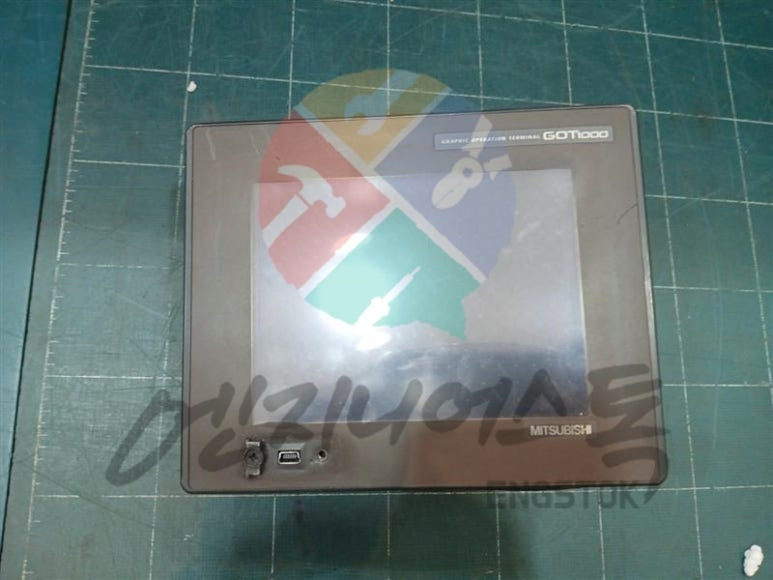 GRAPHIC OPERATION TERMINAL GOT1000
엔지니어스톡
MITSUBISHI
ENGSTOK